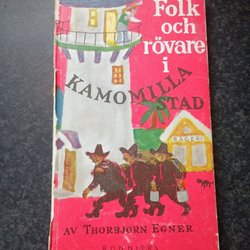 Folk
och
rövare
i
KAMOMILLA
STAD
BAGERI
AV THORBJØRN EGNER
BONNIERS